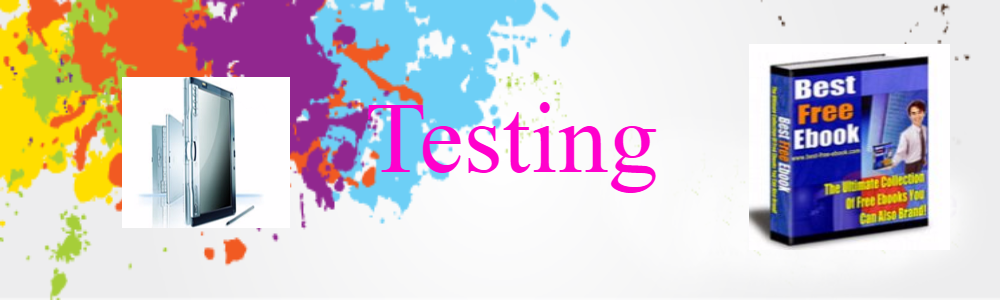 Testing
Best
Free
Ebook
www.best-free-ebook.com
The Ultimate Collection
Of Free Ebooks You
Can Also Brand!
Best Free Ebook